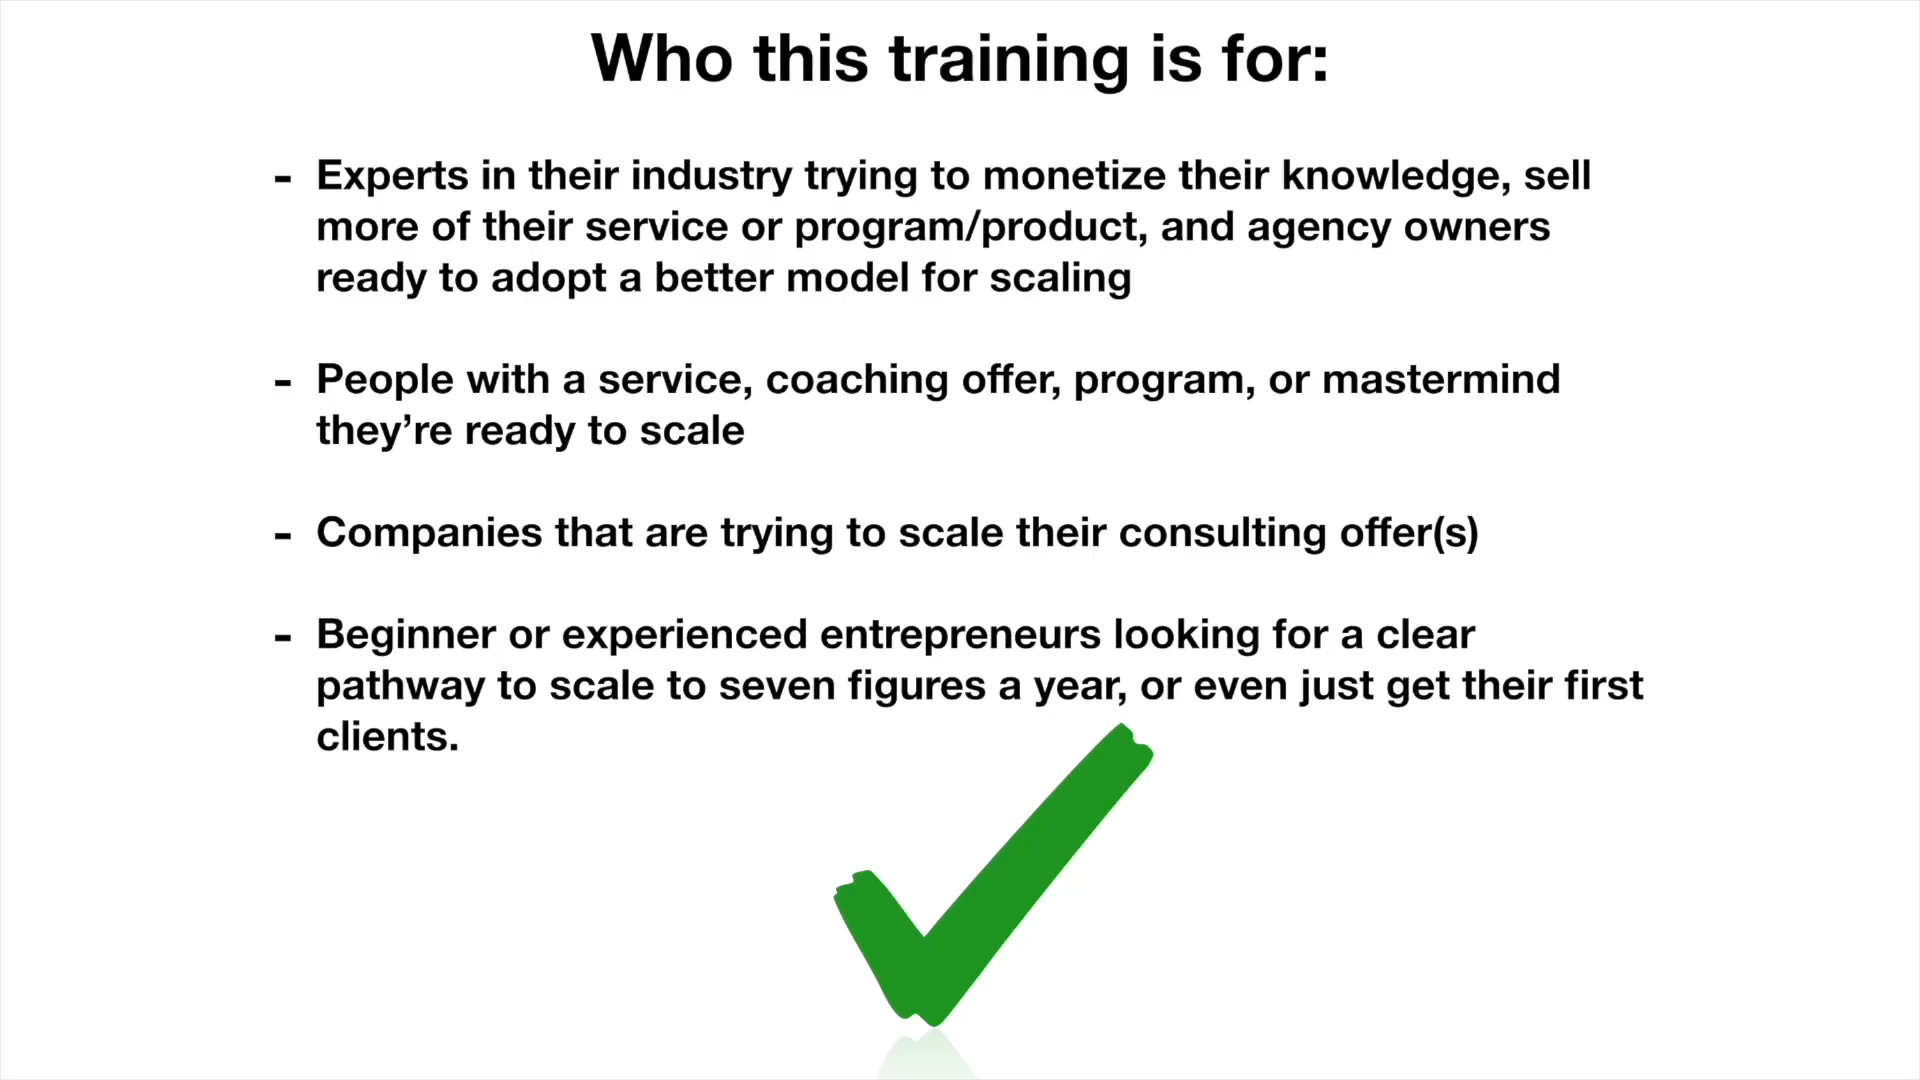 Who this training is for:
- Experts in their industry trying to monetize their knowledge, sell
more of their service or program/product, and agency owners
ready to adopt a better model for scaling
- People with a service, coaching offer, program, or mastermind
they’re ready to scale
- Companies that are trying to scale their consulting offer(s)
- Beginner or experienced entrepreneurs looking for a clear
pathway to scale to seven figures a year, or even just get their first
clients.